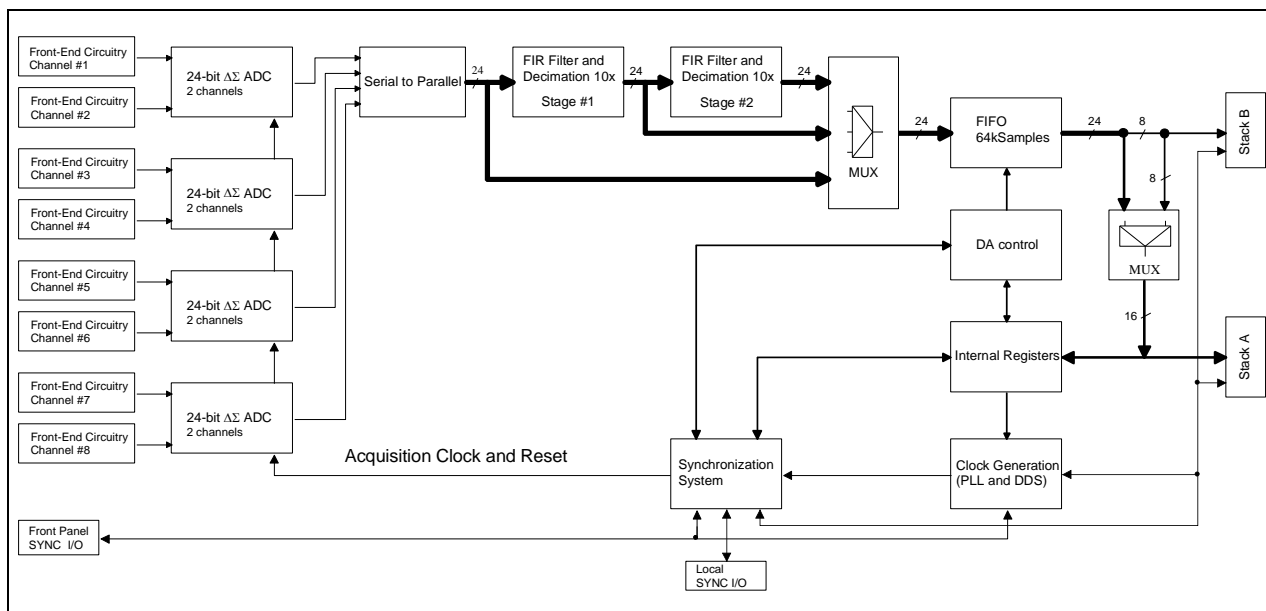 Front-End Circuitry
Channel #1
Front-End Circuitry
Channel #2
24-bit ΔΣ ADC
2 channels
Front-End Circuitry
Channel #3
Front-End Circuitry
Channel #4
24-bit ΔΣ ADC
2 channels
Front-End Circuitry
Channel #5
Front-End Circuitry
Channel #6
24-bit ΔΣ ADC
2 channels
Front-End Circuitry
Channel #7
Front-End Circuitry
Channel #8
24-bit ΔΣ ADC
2 channels
Serial to Parallel
24
FIR Filter and
Decimation 10x
Stage #1
24
FIR Filter and
Decimation 10x
Stage #2
24
MUX
24
FIFO
64kSamples
24
8
8
Stack B
MUX
16
Stack A
DA control
Internal Registers
Clock Generation
(PLL and DDS)
Synchronization
System
Acquisition Clock and Reset
Front Panel
SYNC I/O
Local
SYNC I/O